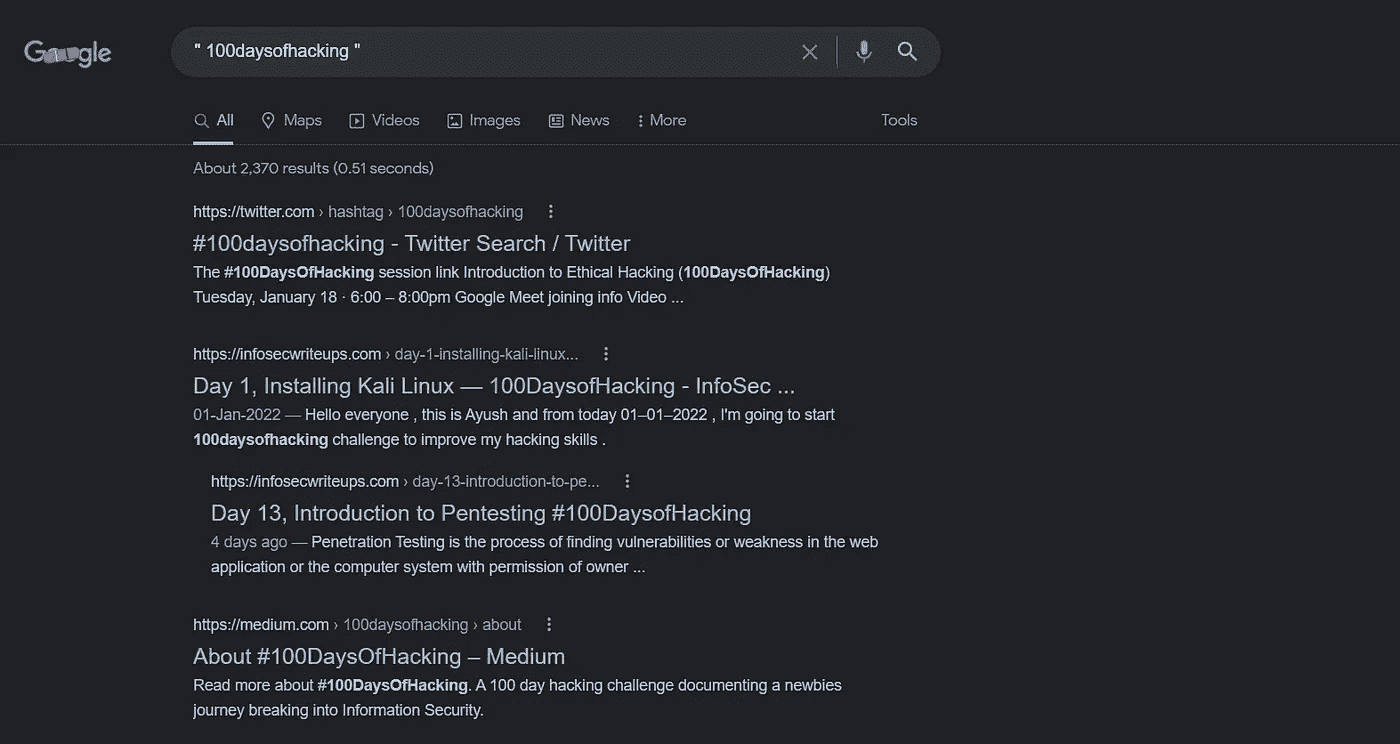 Google
" 100daysofhacking "
All Maps Videos Images News More Tools
About 2,370 results (0.51 seconds)
https://twitter.com › hashtag › 100daysofhacking
#100daysofhacking - Twitter Search / Twitter
The #100DaysOfHacking session link Introduction to Ethical Hacking (100DaysOfHacking)
Tuesday, January 18 · 6:00 – 8:00pm Google Meet joining info Video ...
https://infosecwriteups.com › day-1-installing-kali-linux...
Day 1, Installing Kali Linux — 100DaysofHacking - InfoSec ...
01-Jan-2022 — Hello everyone , this is Ayush and from today 01–01–2022 , I'm going to start
100daysofhacking challenge to improve my hacking skills .
https://infosecwriteups.com › day-13-introduction-to-pe...
Day 13, Introduction to Pentesting #100DaysofHacking
4 days ago — Penetration Testing is the process of finding vulnerabilities or weakness in the web
application or the computer system with permission of owner ...
https://medium.com › 100daysofhacking › about
About #100DaysOfHacking – Medium
Read more about #100DaysOfHacking. A 100 day hacking challenge documenting a newbies
journey breaking into Information Security.